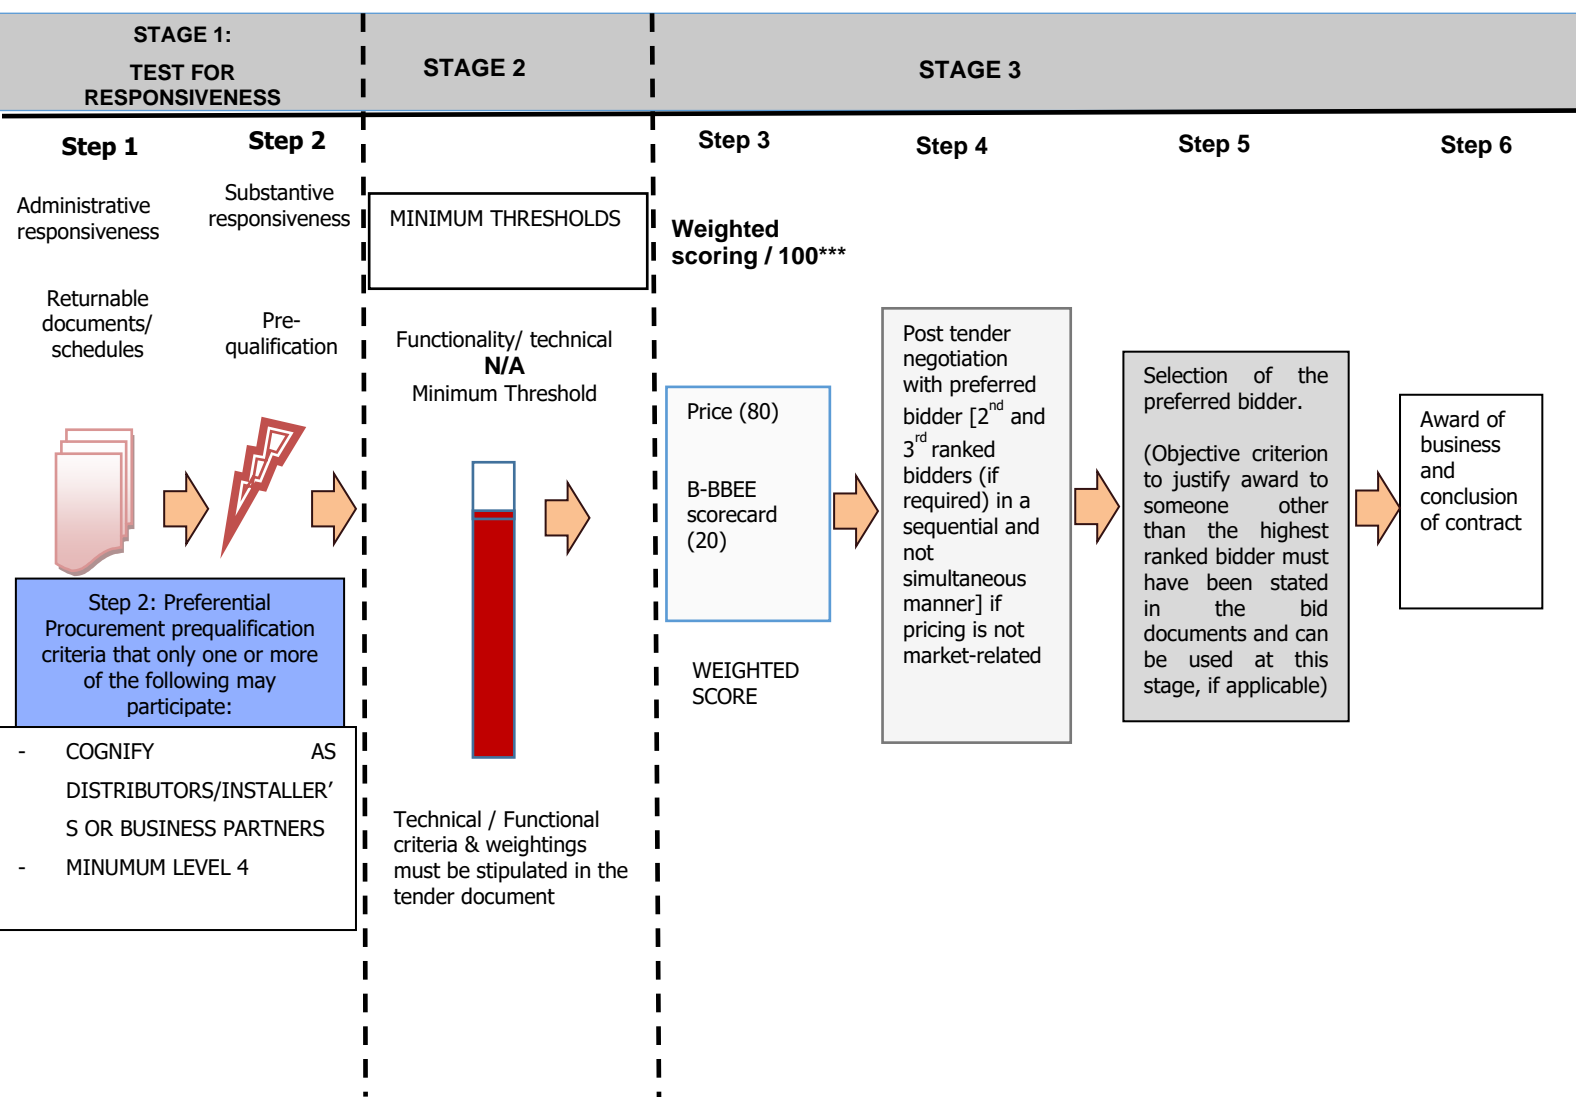 STAGE 1:
TEST FOR
RESPONSIVENESS
STAGE 2
STAGE 3
Step 1
Step 2
Step 3
Step 4
Step 5
Step 6
Administrative
responsiveness
Substantive
responsiveness
MINIMUM THRESHOLDS
Weighted
scoring / 100***
Returnable
documents/
schedules
Pre-
qualification
Functionality/ technical
N/A
Minimum Threshold
Price (80)
B-BBEE
scorecard
(20)
WEIGHTED
SCORE
Post tender
negotiation
with preferred
bidder [2nd and
3rd ranked
bidders (if
required) in a
sequential and
not
simultaneous
manner] if
pricing is not
market-related
Selection of the
preferred bidder.
(Objective criterion
to justify award to
someone other
than the highest
ranked bidder must
have been stated
in the bid
documents and can
be used at this
stage, if applicable)
Award of
business
and
conclusion
of contract
Step 2: Preferential
Procurement prequalification
criteria that only one or more
of the following may
participate:
- COGNIFY AS
DISTRIBUTORS/INSTALLER’
S OR BUSINESS PARTNERS
- MINUMUM LEVEL 4
Technical / Functional
criteria & weightings
must be stipulated in the
tender document